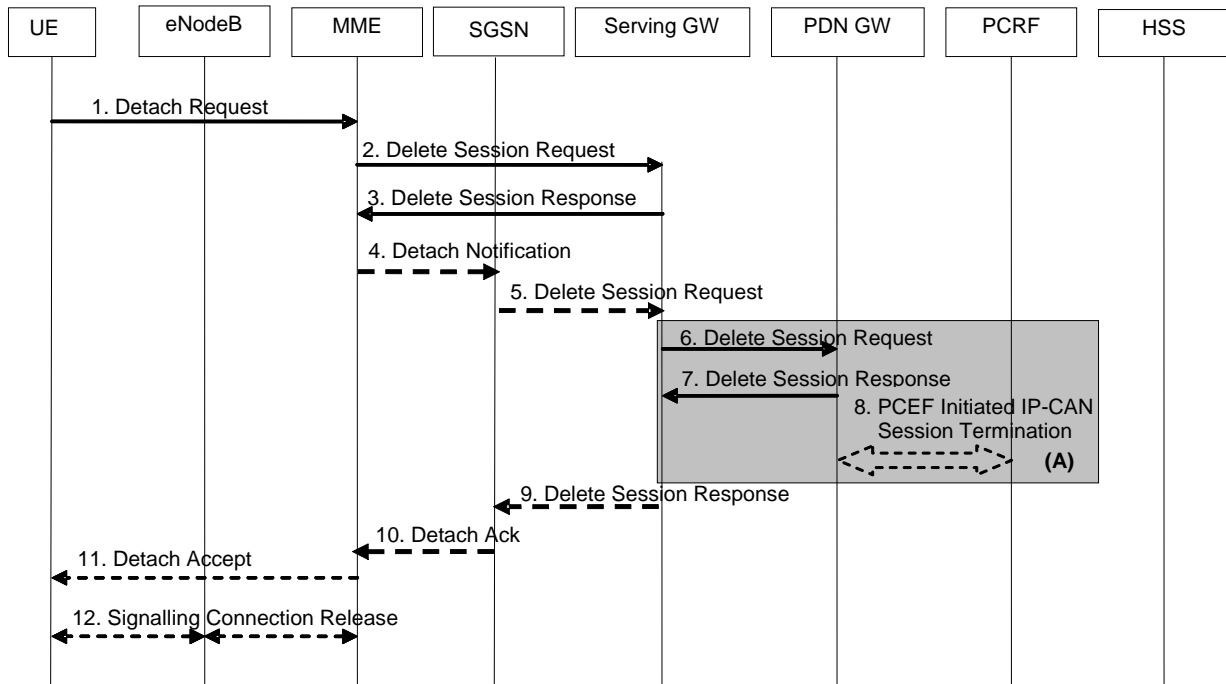 UE
eNodeB
MME
SGSN
Serving GW
PDN GW
PCRF
HSS
1. Detach Request
2. Delete Session Request
3. Delete Session Response
4. Detach Notification
5. Delete Session Request
6. Delete Session Request
7. Delete Session Response
8. PCEF Initiated IP-CAN
Session Termination
(A)
9. Delete Session Response
10. Detach Ack
11. Detach Accept
12. Signalling Connection Release